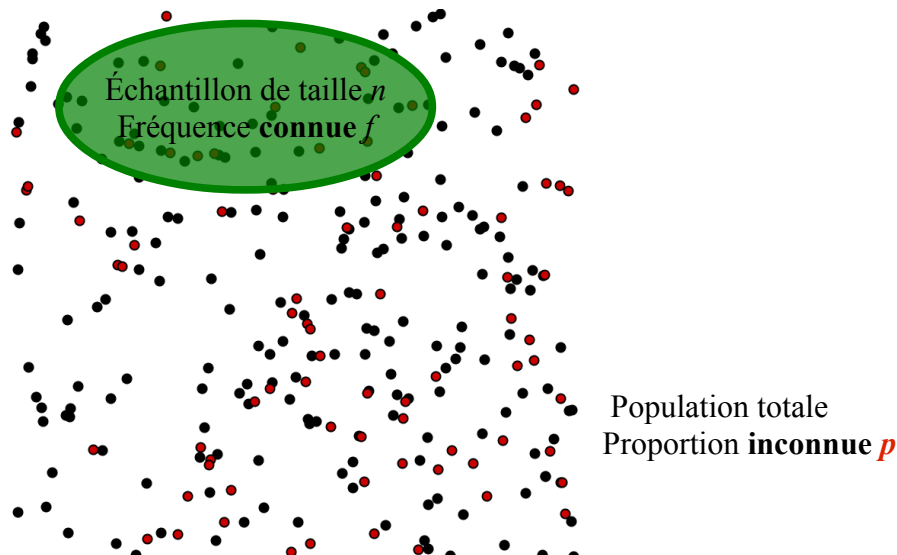 Échantillon de taille n
Fréquence connue f
Population totale
Proportion inconnue p